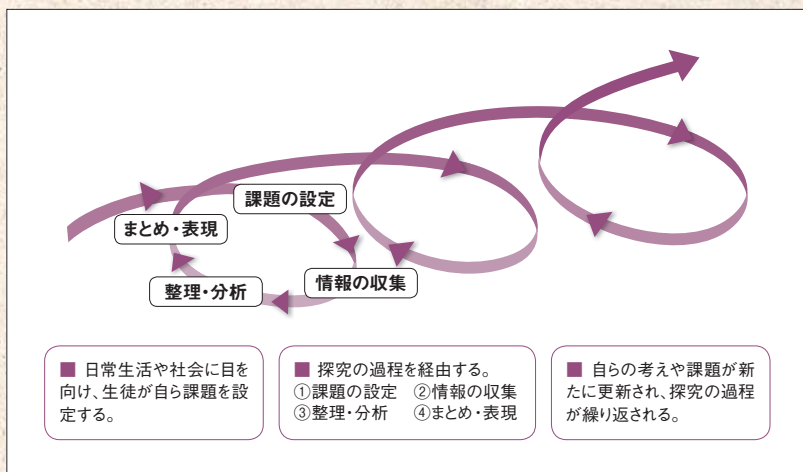 課題の設定
まとめ・表現
情報の収集
整理・分析
■ 日常生活や社会に目を
向け、生徒が自ら課題を設
定する。
■ 探究の過程を経由する。
①課題の設定 ②情報の収集
③整理・分析 ④まとめ・表現
■ 自らの考えや課題が新
たに更新され、探究の過程
が繰り返される。